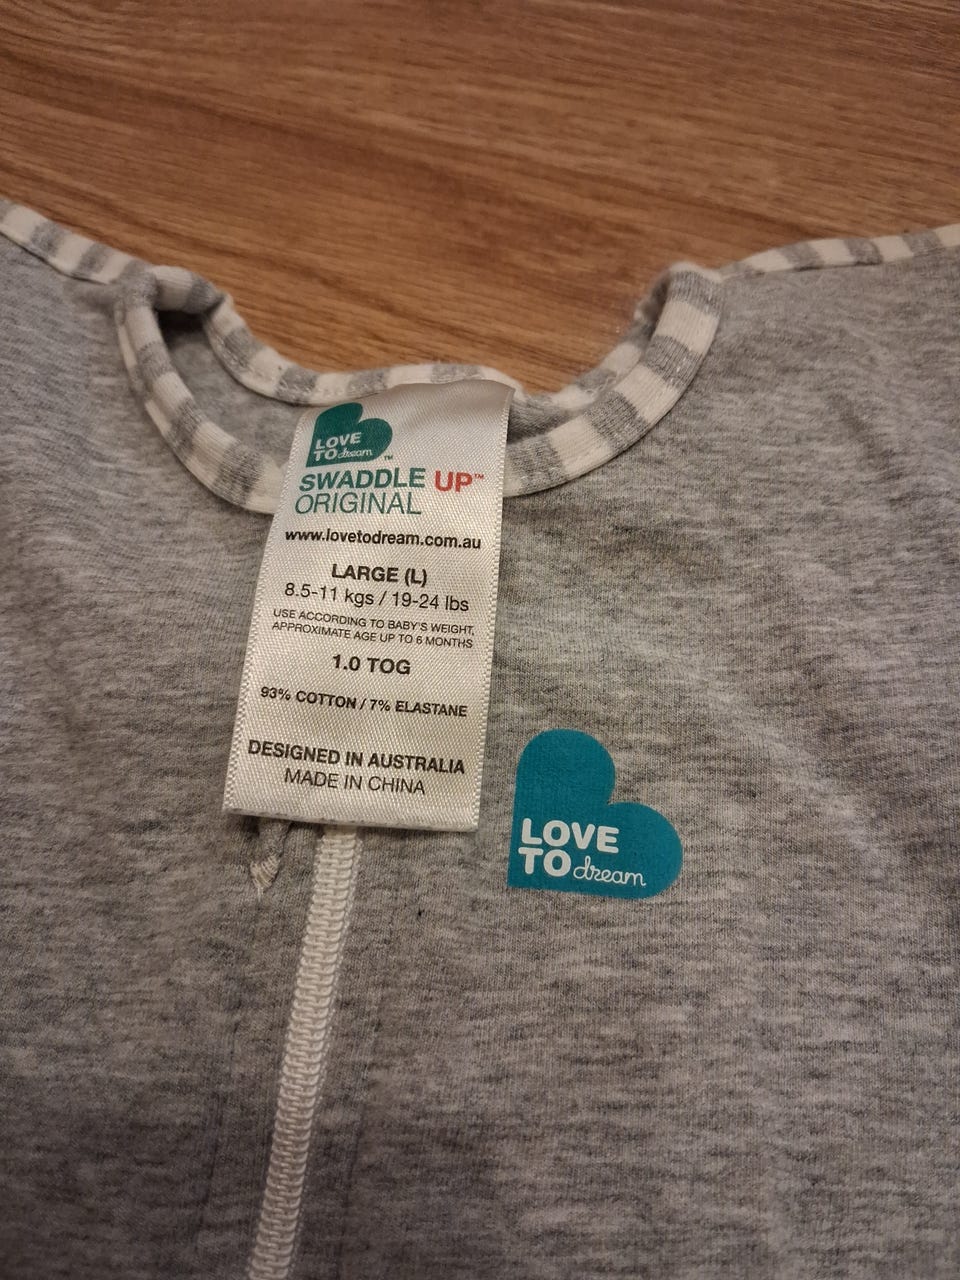 LOVE
TO dream™
SWADDLE UP™
ORIGINAL
www.lovetodream.com.au
LARGE (L)
8.5-11 kgs / 19-24 lbs
USE ACCORDING TO BABY'S WEIGHT,
APPROXIMATE AGE UP TO 6 MONTHS
1.0 TOG
93% COTTON / 7% ELASTANE
DESIGNED IN AUSTRALIA
MADE IN CHINA
LOVE
TO dream